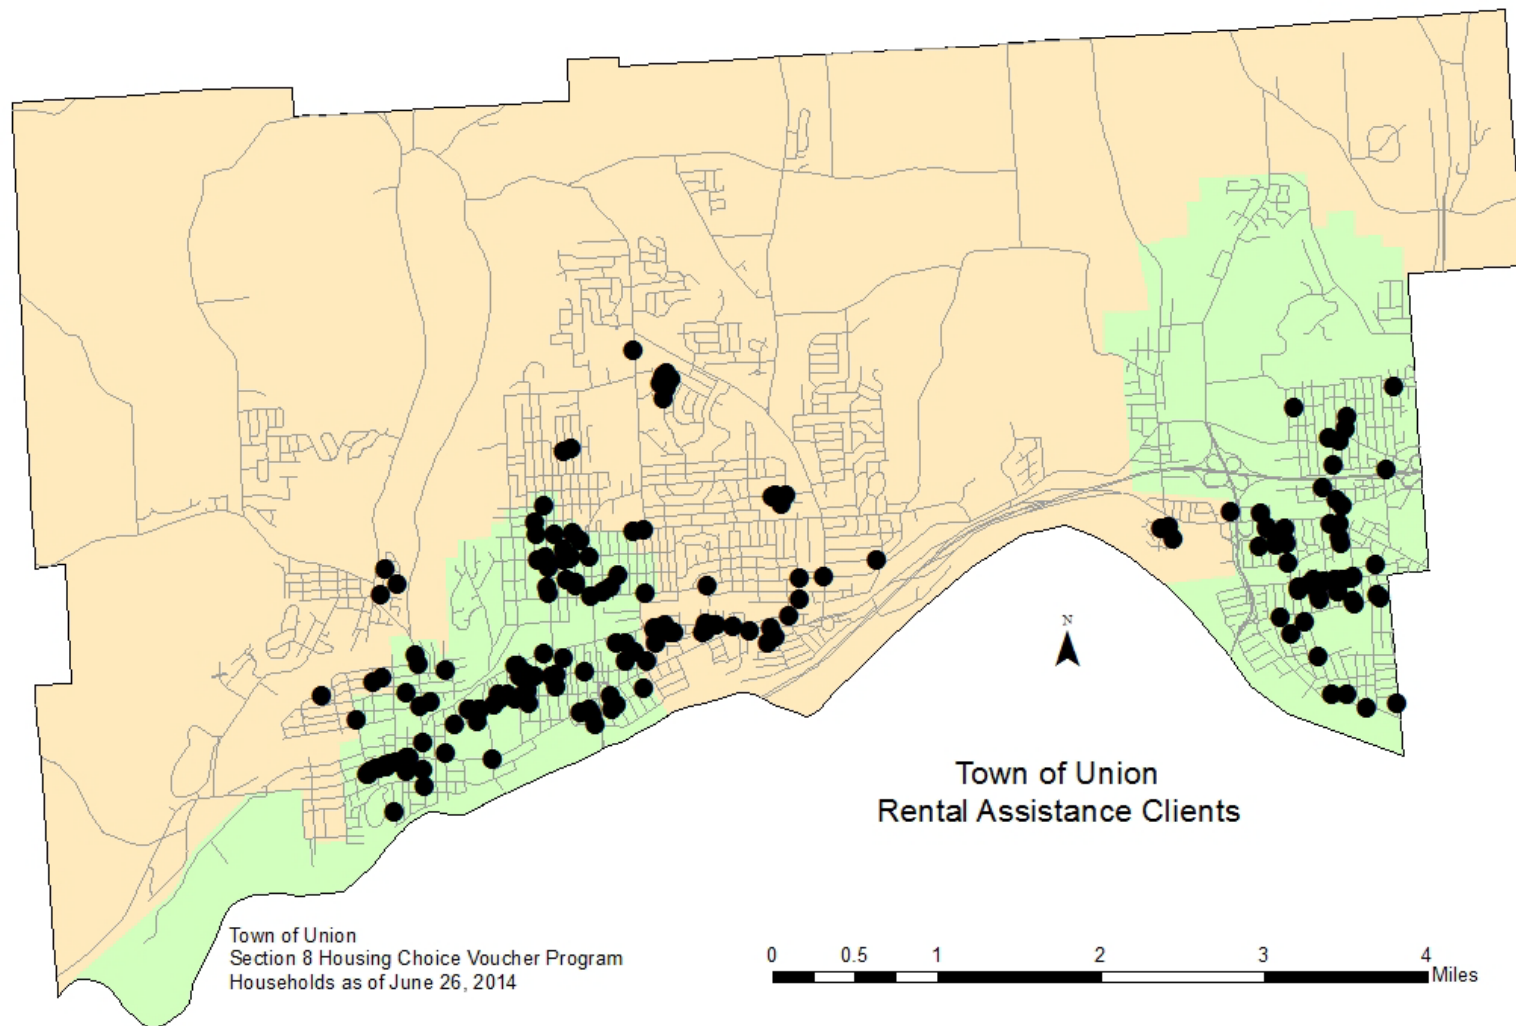 N
Town of Union
Rental Assistance Clients
Town of Union
Section 8 Housing Choice Voucher Program
Households as of June 26, 2014
0 0.5 1 2 3 4
Miles